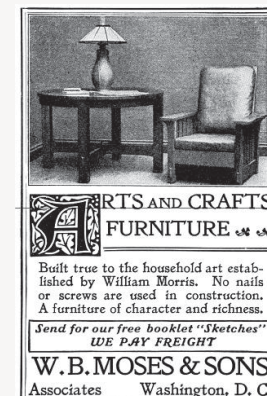 ARTS AND CRAFTS
FURNITURE
Built true to the household art estab-
lished by William Morris. No nails
or screws are used in construction.
A furniture of character and richness.
Send for our free booklet "Sketches"
WE PAY FREIGHT
W. B. MOSES & SONS
Associates Washington, D. C